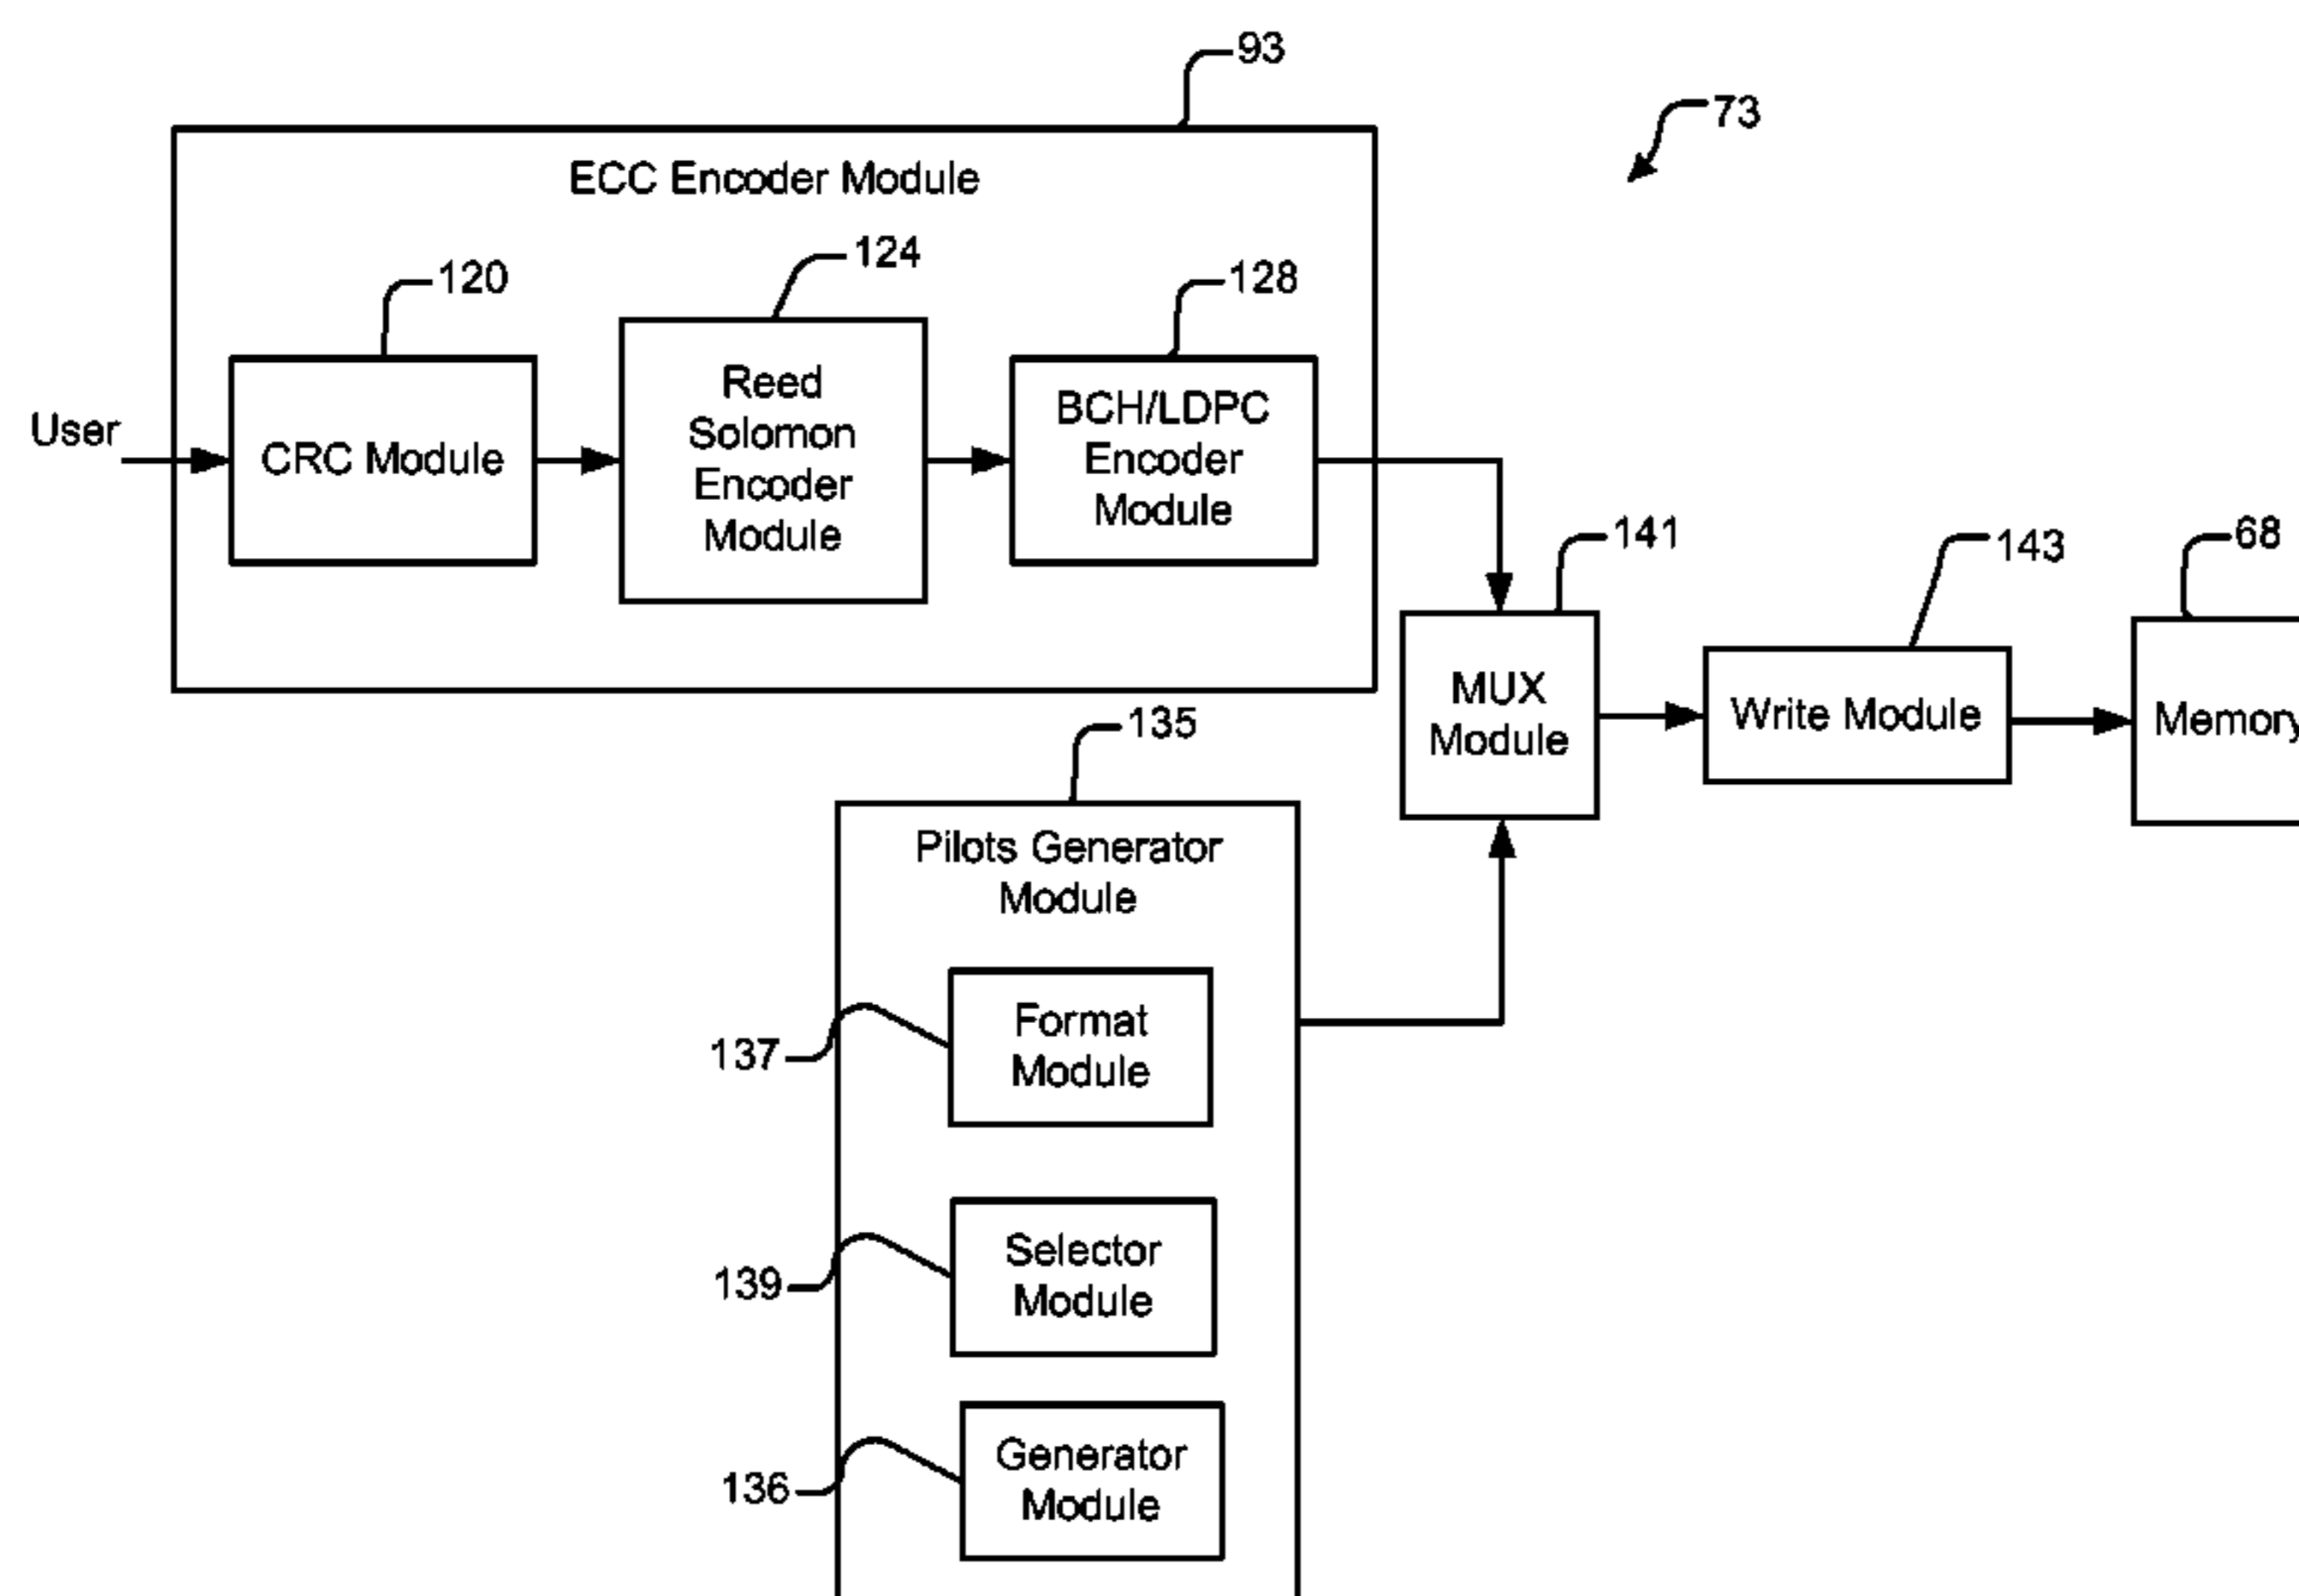 93
73
ECC Encoder Module
120
124
128
User
CRC Module
Reed
Solomon
Encoder
Module
BCH/LDPC
Encoder
Module
141
143
68
MUX
Module
Write Module
Memory
135
Pilots Generator
Module
137
Format
Module
139
Selector
Module
136
Generator
Module